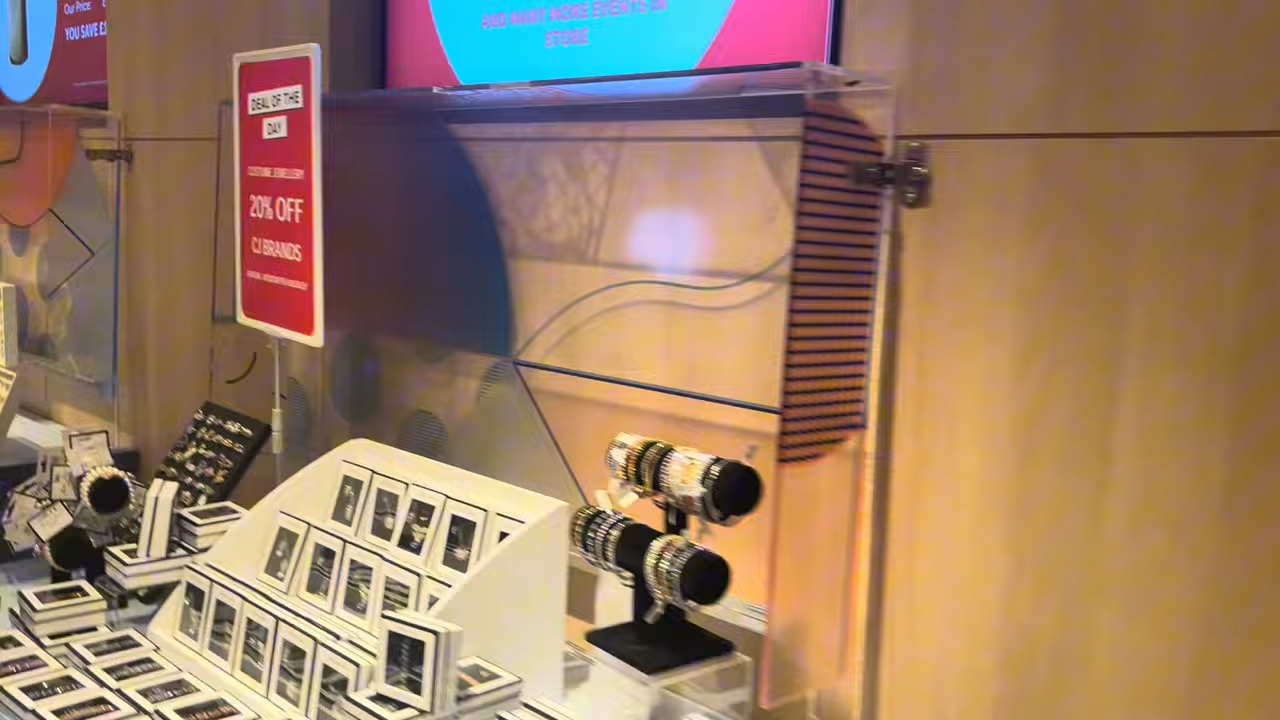 Our Price:
YOU SAVE £
AND MANY MORE EVENTS IN
STORE
DEAL OF THE
DAY
COSTUME JEWELLERY
20% OFF
CJ BRANDS